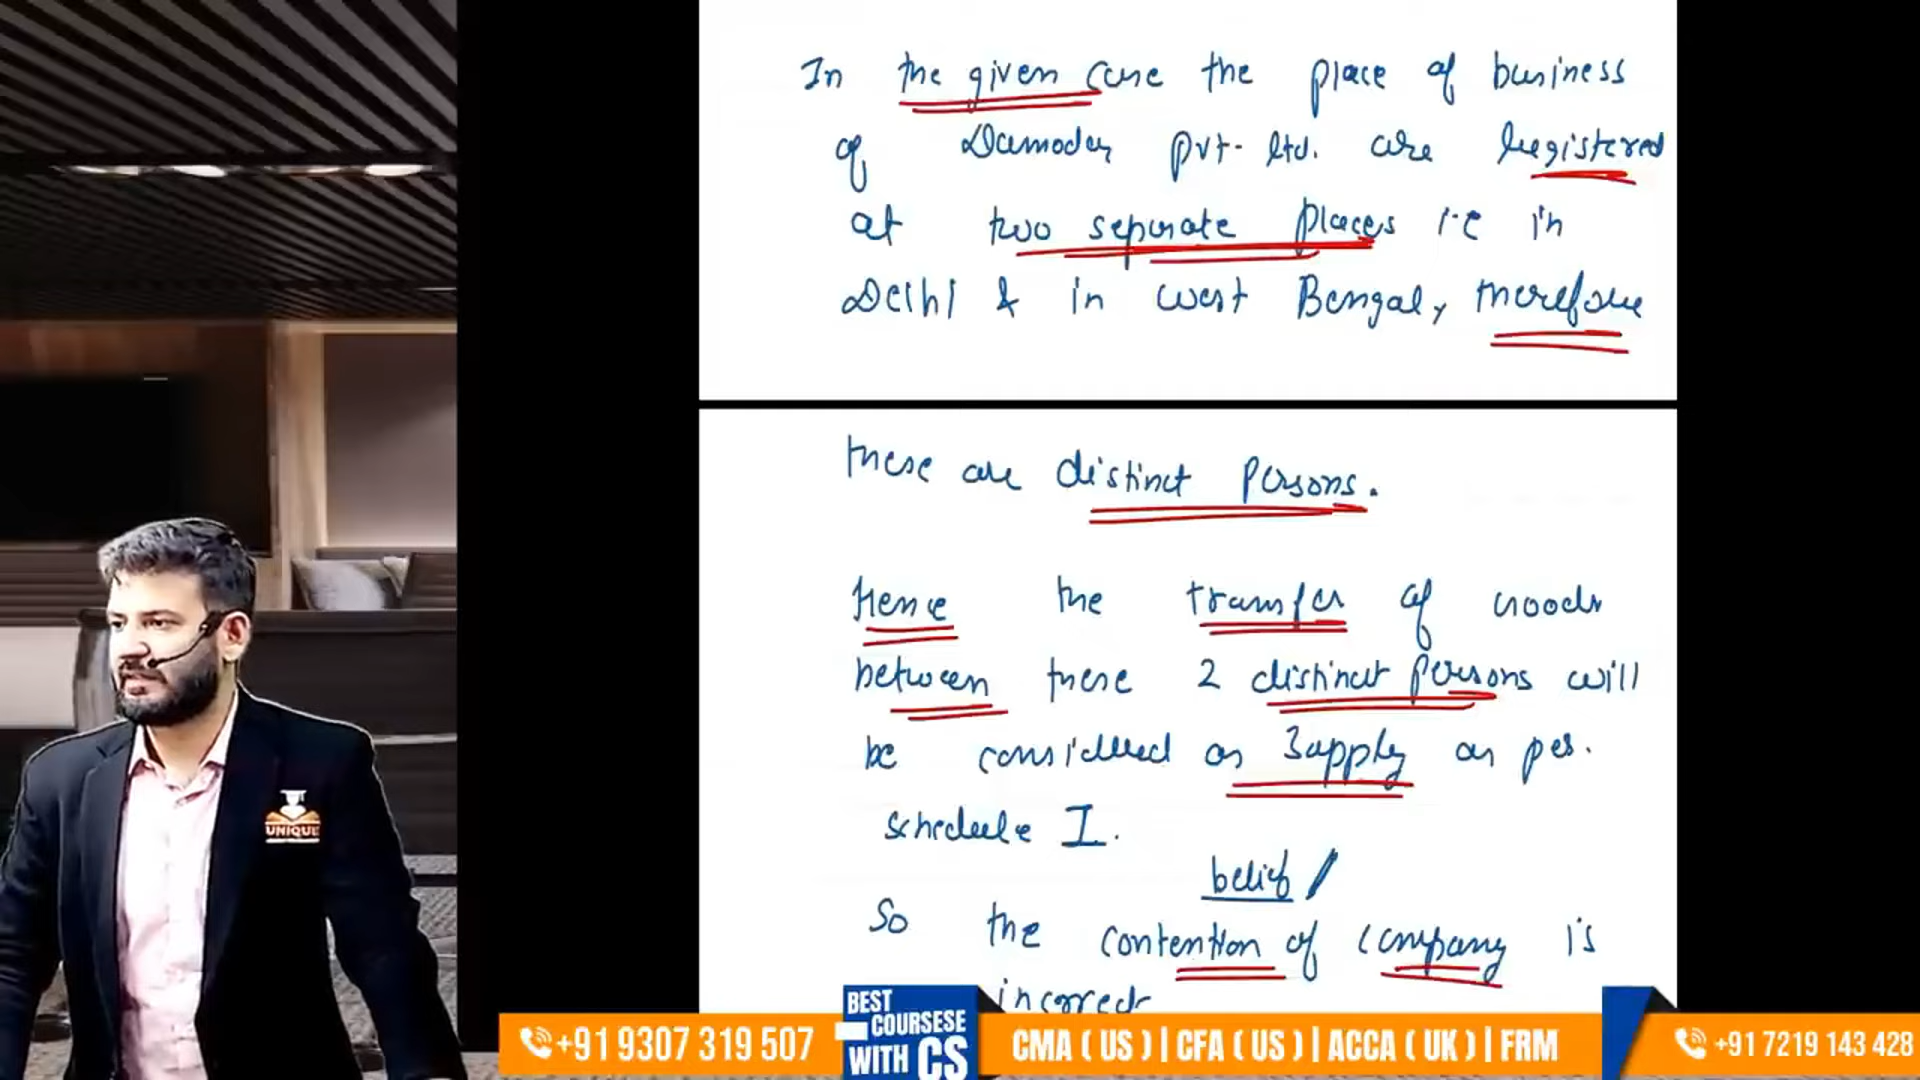 In the given case the place of business
of Damodar Pvt. Ltd. are registered
at two separate places i.e in
Delhi & in West Bengal, therefore
these are distinct persons.
Hence the transfer of goods
between these 2 distinct persons will
be considered as supply as per.
schedule I.
belief /
So the contention of company is
incorrect
UNIQUE
+91 9307 319 507
BEST
COURSESE
WITH CS
CMA ( US ) | CFA ( US ) | ACCA ( UK ) | FRM
+91 7219 143 428